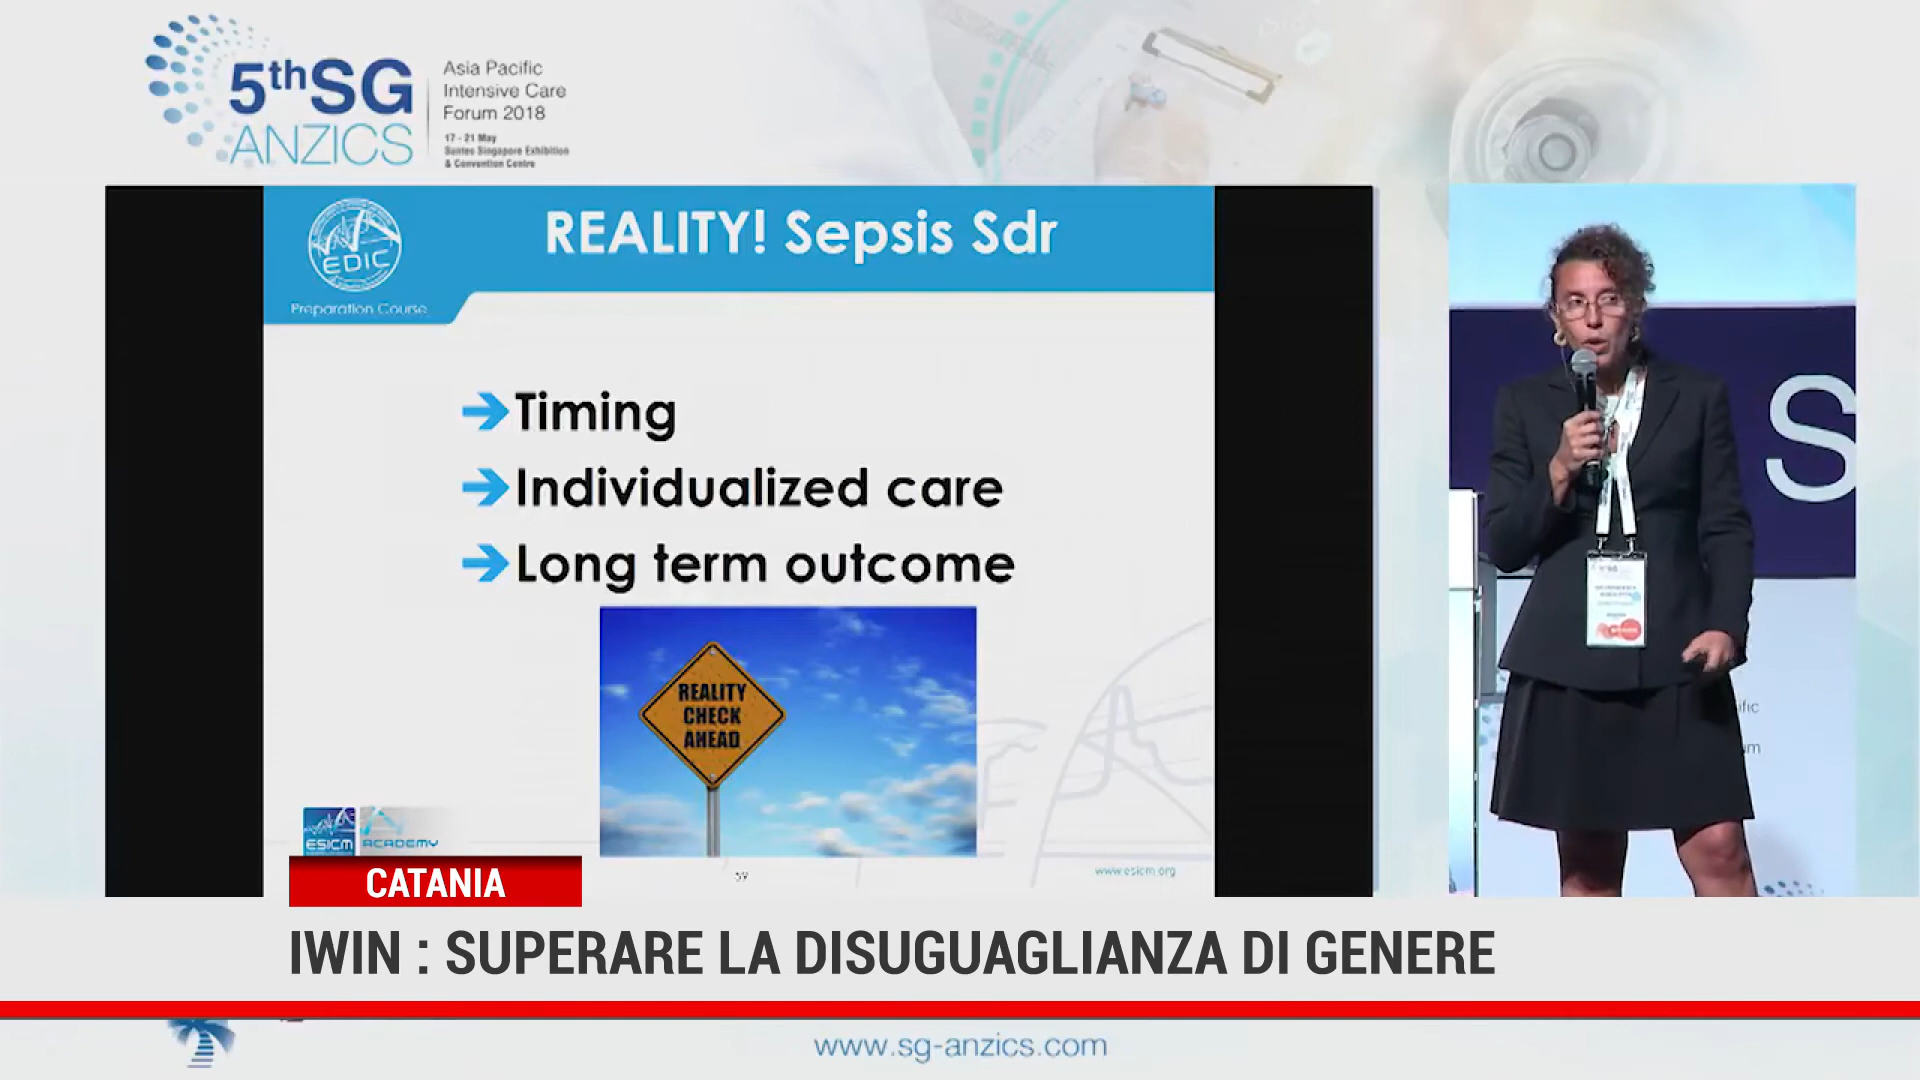 5thSG
ANZICS
Asia Pacific
Intensive Care
Forum 2018
17 - 21 May
Suntec Singapore Exhibition
& Convention Centre
EDIC
Preparation Course
REALITY! Sepsis Sdr
Timing
Individualized care
Long term outcome
REALITY
CHECK
AHEAD
ESICM
ACADEMY
59
www.esicm.org
S
CATANIA
IWIN : SUPERARE LA DISUGUAGLIANZA DI GENERE
www.sg-anzics.com